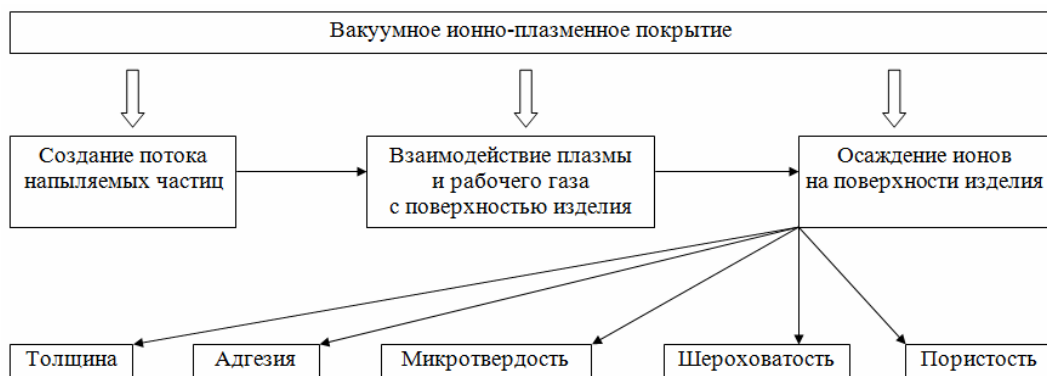 Вакуумное ионно-плазменное покрытие
Создание потока
напыляемых частиц
Взаимодействие плазмы
и рабочего газа
с поверхностью изделия
Осаждение ионов
на поверхности изделия
Толщина
Адгезия
Микротвердость
Шероховатость
Пористость